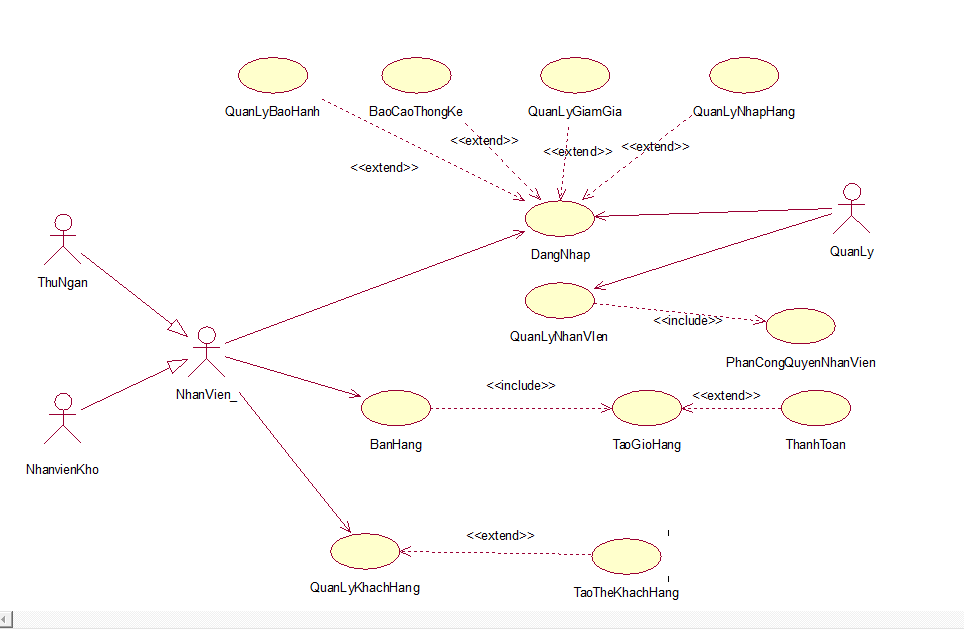 QuanLyBaoHanh
BaoCaoThongKe
QuanLyGiamGia
QuanLyNhapHang
<<extend>>
<<extend>>
<<extend>>
<<extend>>
ThuNgan
DangNhap
QuanLy
QuanLyNhanVIen
<<include>>
PhanCongQuyenNhanVien
NhanVien_
<<include>>
<<extend>>
BanHang
TaoGioHang
ThanhToan
NhanvienKho
<<extend>>
QuanLyKhachHang
TaoTheKhachHang